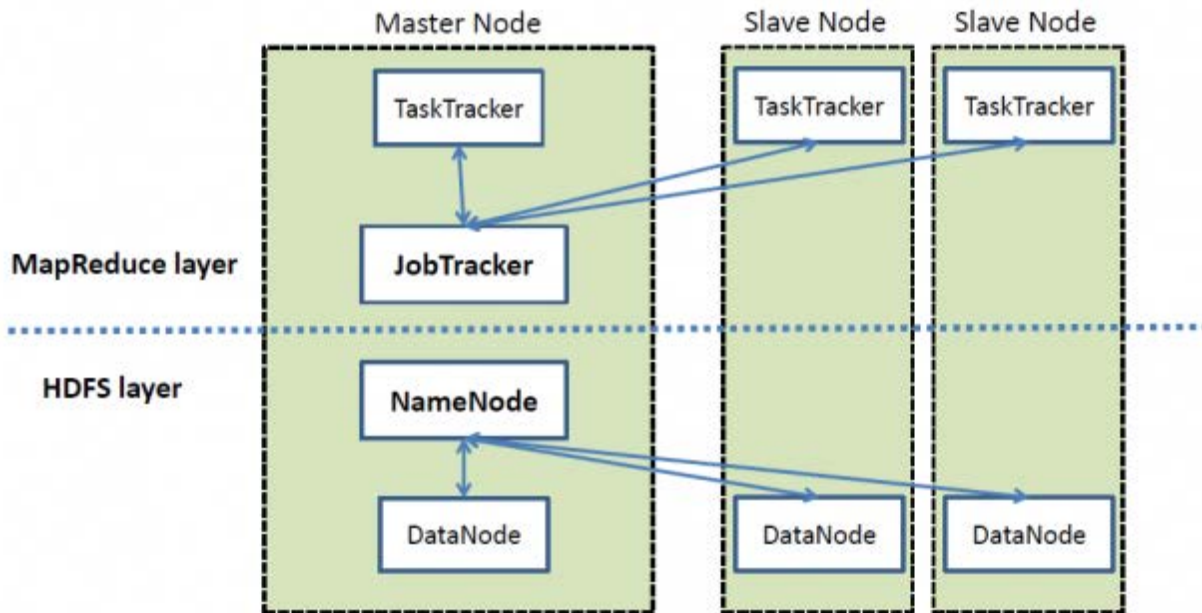 Master Node
Slave Node
Slave Node
TaskTracker
TaskTracker
TaskTracker
MapReduce layer
JobTracker
HDFS layer
NameNode
DataNode
DataNode
DataNode